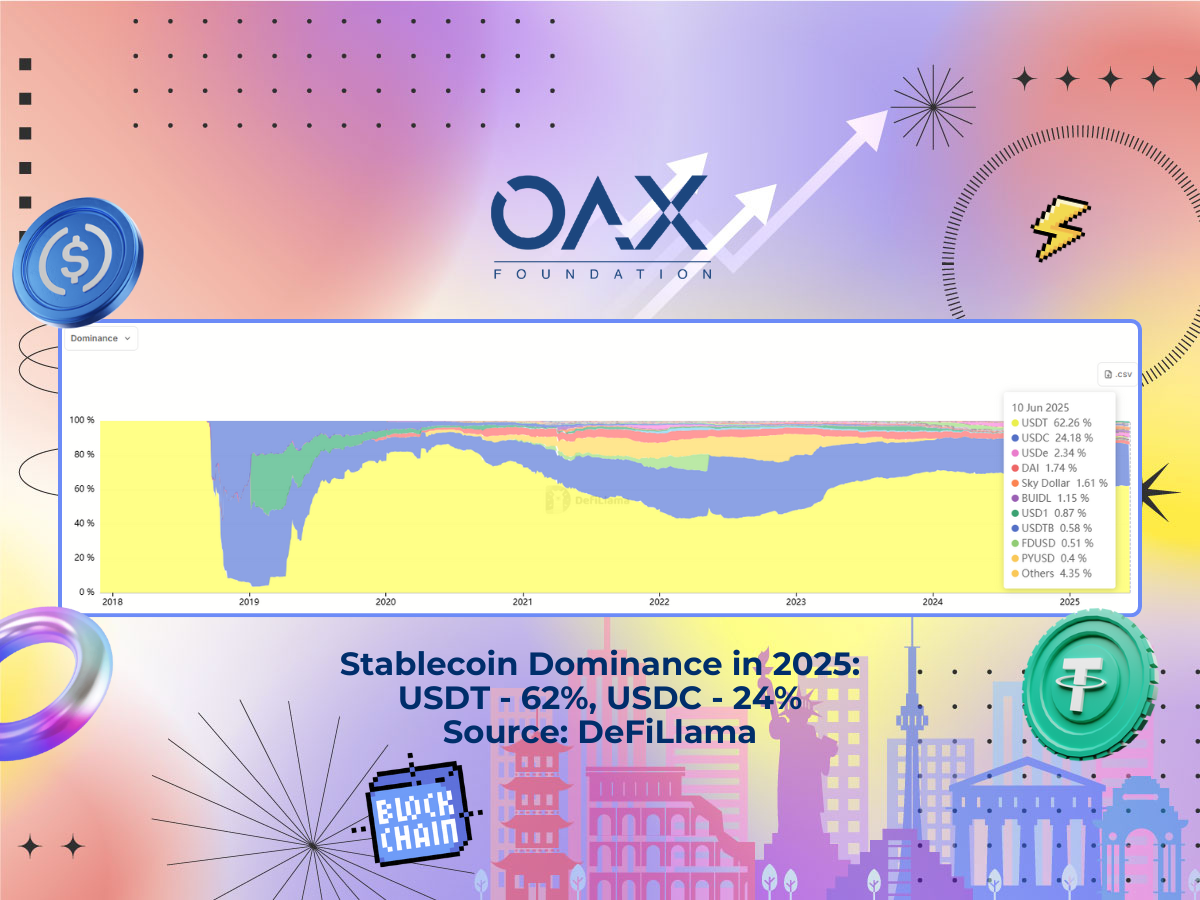 OAX
FOUNDATION
Dominance
.csv
100 %
80 %
60 %
40 %
20 %
0 %
2018
2019
2020
2021
2022
2023
2024
2025
DeFiLlama
10 Jun 2025
USDT 62.26 %
USDC 24.18 %
USDe 2.34 %
DAI 1.74 %
Sky Dollar 1.61 %
BUIDL 1.15 %
USD1 0.87 %
USDTB 0.58 %
FDUSD 0.51 %
PYUSD 0.4 %
Others 4.35 %
Stablecoin Dominance in 2025:
USDT - 62%, USDC - 24%
Source: DeFiLlama
BLOCK
CHAIN